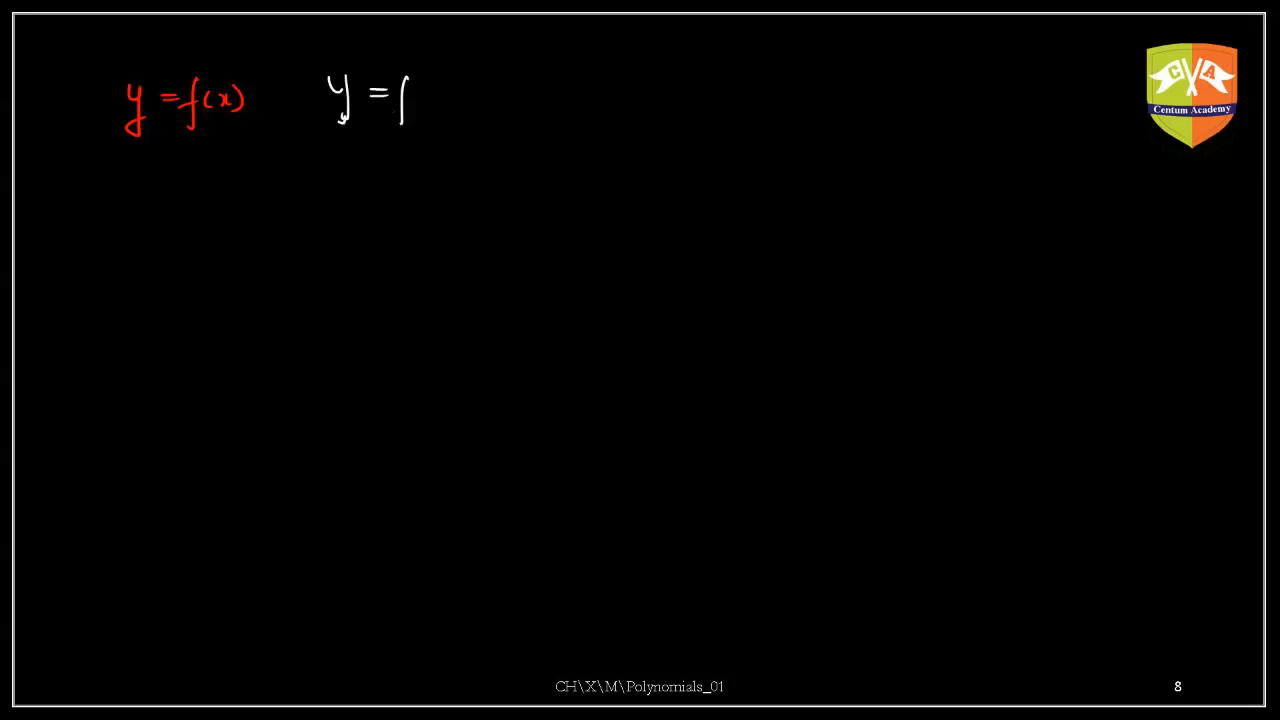 y = f(x) y =
C A
Centum Academy
CH\X\M\Polynomials_01 8